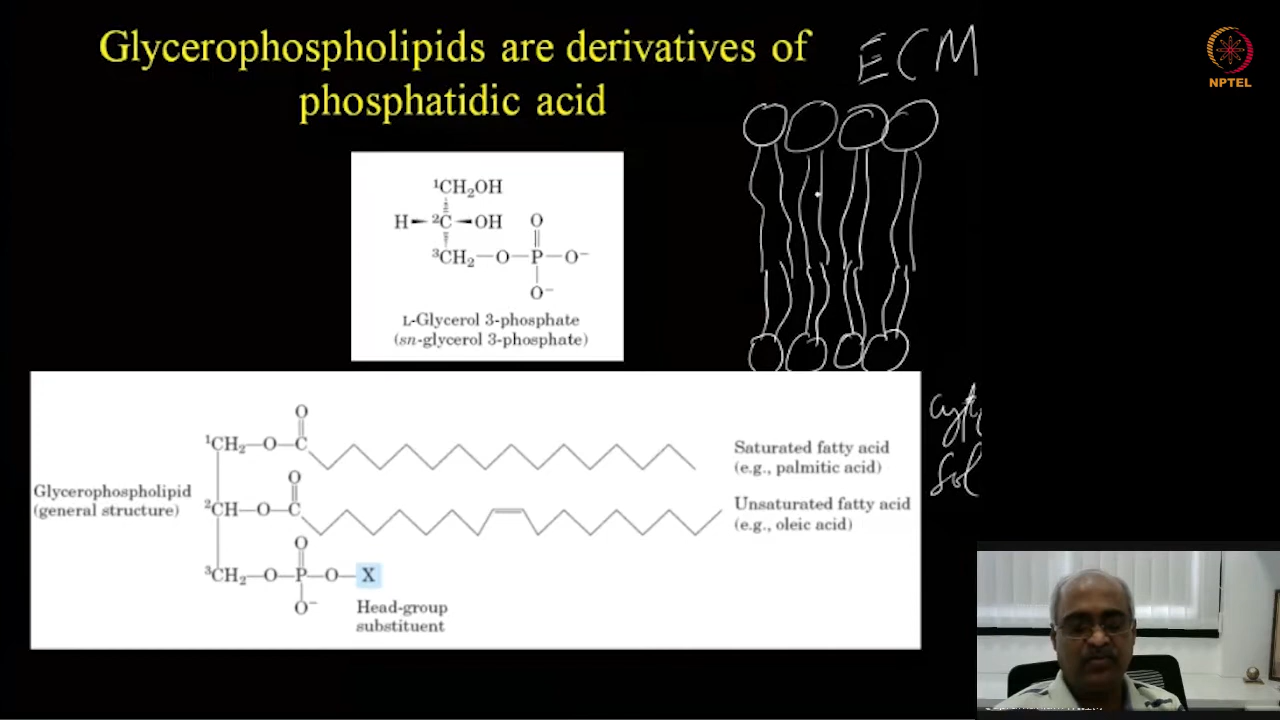 Glycerophospholipids are derivatives of
phosphatidic acid
ECM
NPTEL
¹CH₂OH
H—²C—OH O
³CH₂—O—P—O⁻
O⁻
L-Glycerol 3-phosphate
(sn-glycerol 3-phosphate)
O
¹CH₂—O—C
Saturated fatty acid
(e.g., palmitic acid)
O
Glycerophospholipid
(general structure)
²CH—O—C
Unsaturated fatty acid
(e.g., oleic acid)
O
³CH₂—O—P—O—X
O⁻
Head-group
substituent
Sol